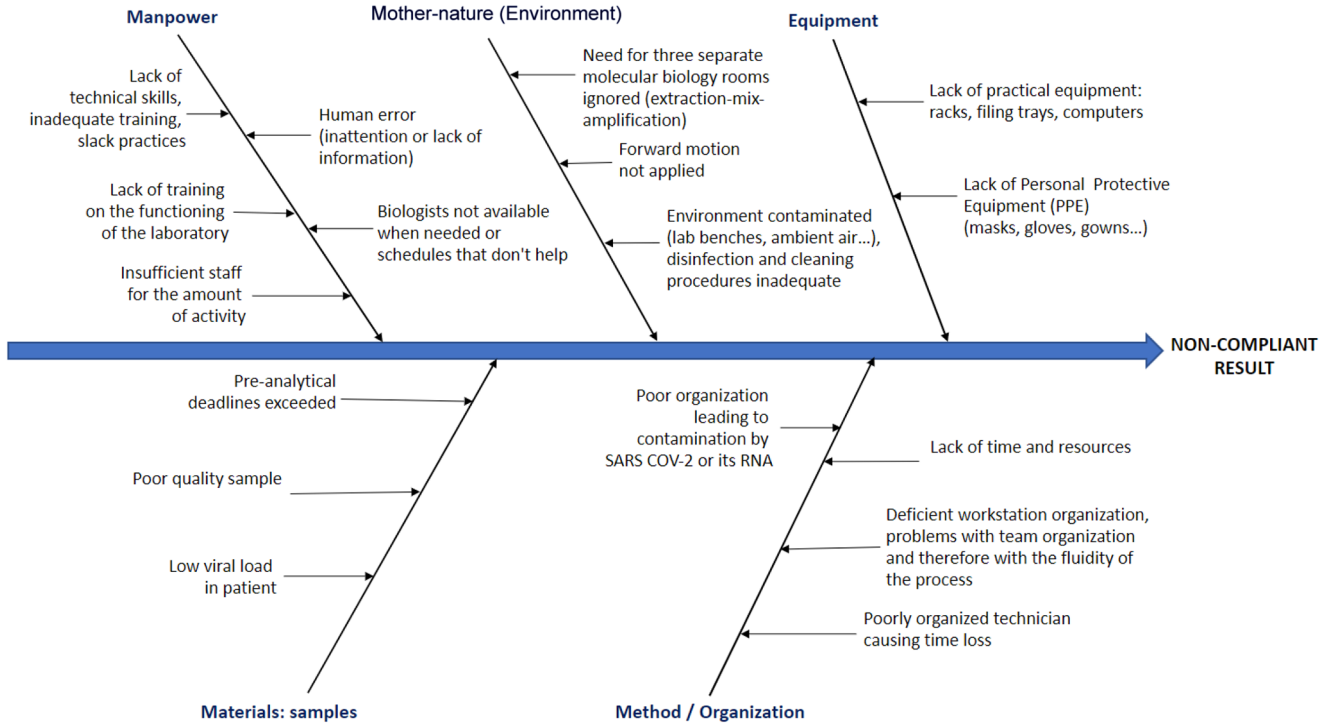 Manpower
Mother-nature (Environment)
Equipment
Lack of
technical skills,
inadequate training,
slack practices
Human error
(inattention or lack of
information)
Lack of training
on the functioning
of the laboratory
Biologists not available
when needed or
schedules that don't help
Insufficient staff
for the amount
of activity
Need for three separate
molecular biology rooms
ignored (extraction-mix-
amplification)
Forward motion
not applied
Environment contaminated
(lab benches, ambient air...),
disinfection and cleaning
procedures inadequate
Lack of practical equipment:
racks, filing trays, computers
Lack of Personal Protective
Equipment (PPE)
(masks, gloves, gowns...)
NON-COMPLIANT
RESULT
Pre-analytical
deadlines exceeded
Poor quality sample
Low viral load
in patient
Poor organization
leading to
contamination by
SARS COV-2 or its RNA
Lack of time and resources
Deficient workstation organization,
problems with team organization
and therefore with the fluidity of
the process
Poorly organized technician
causing time loss
Materials: samples
Method / Organization